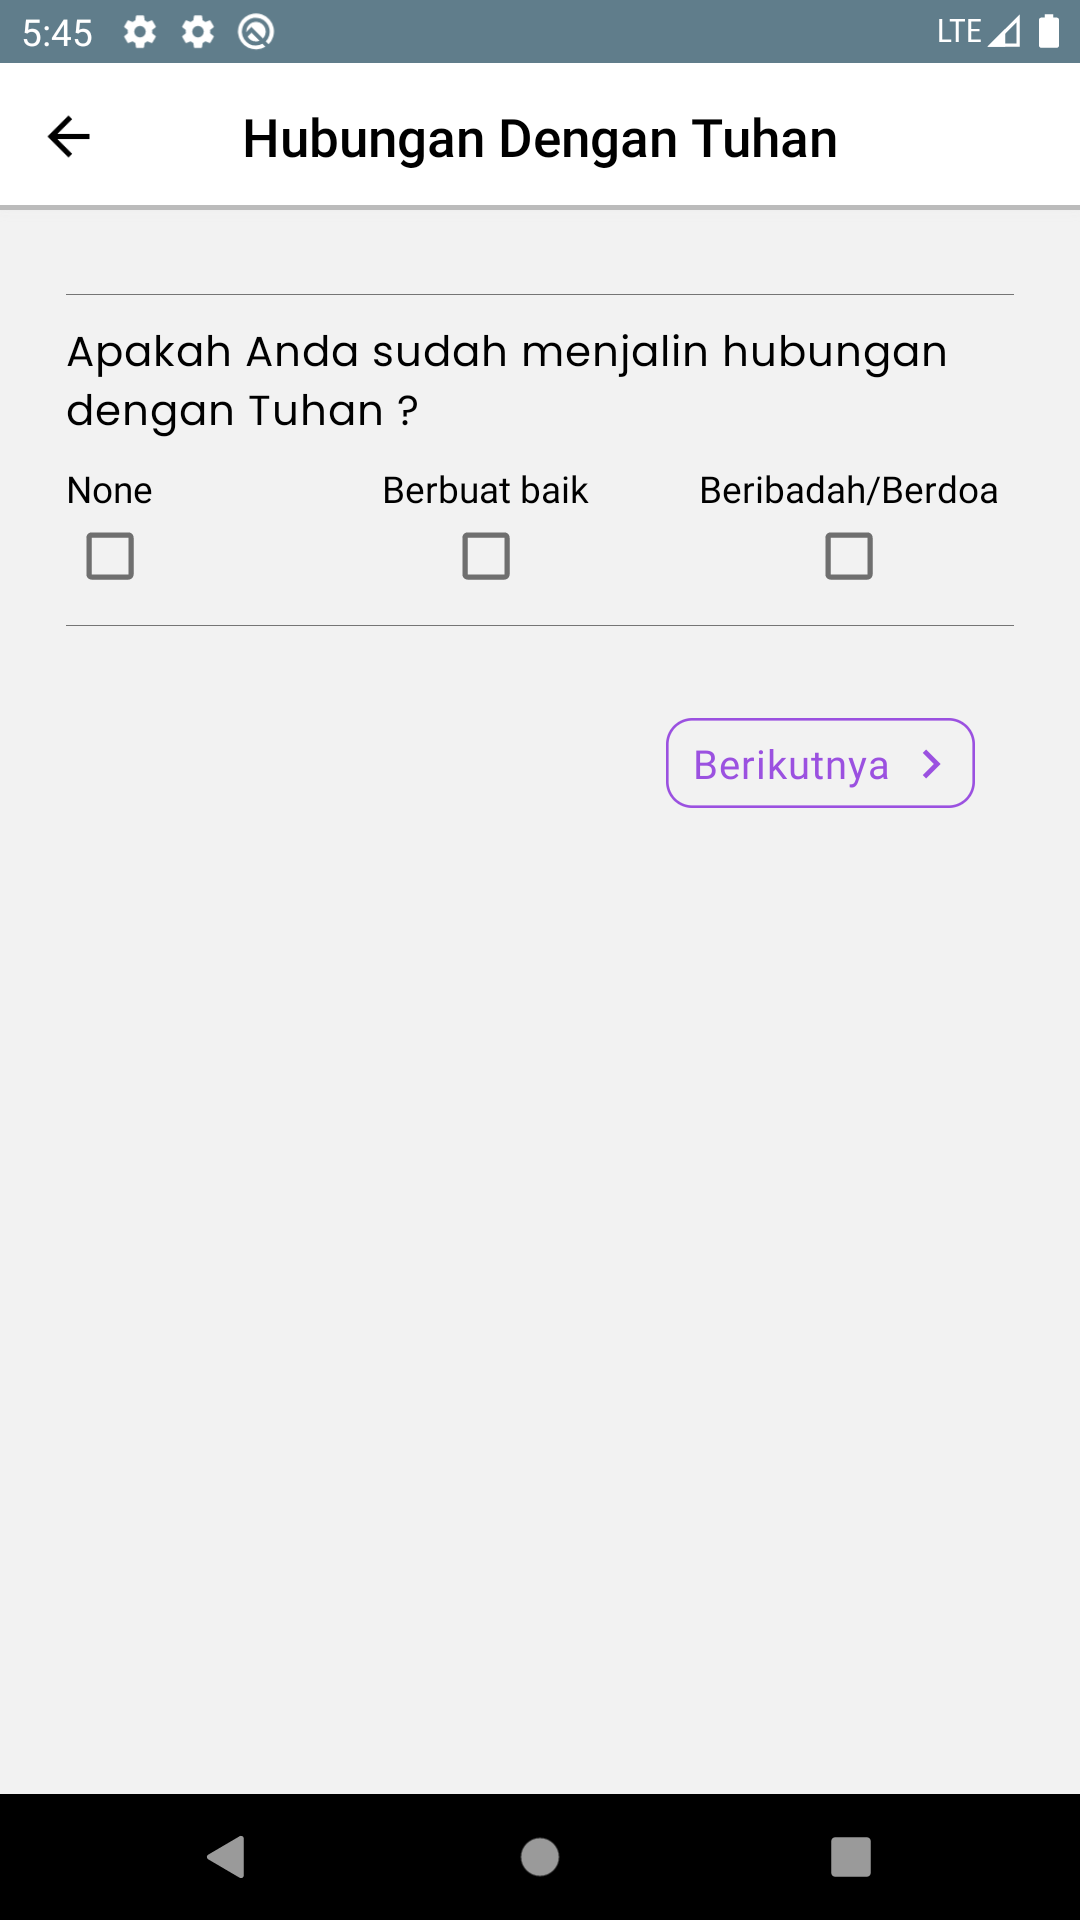 5:45 LTE
Hubungan Dengan Tuhan
Apakah Anda sudah menjalin hubungan
dengan Tuhan ?
None Berbuat baik Beribadah/Berdoa
Berikutnya